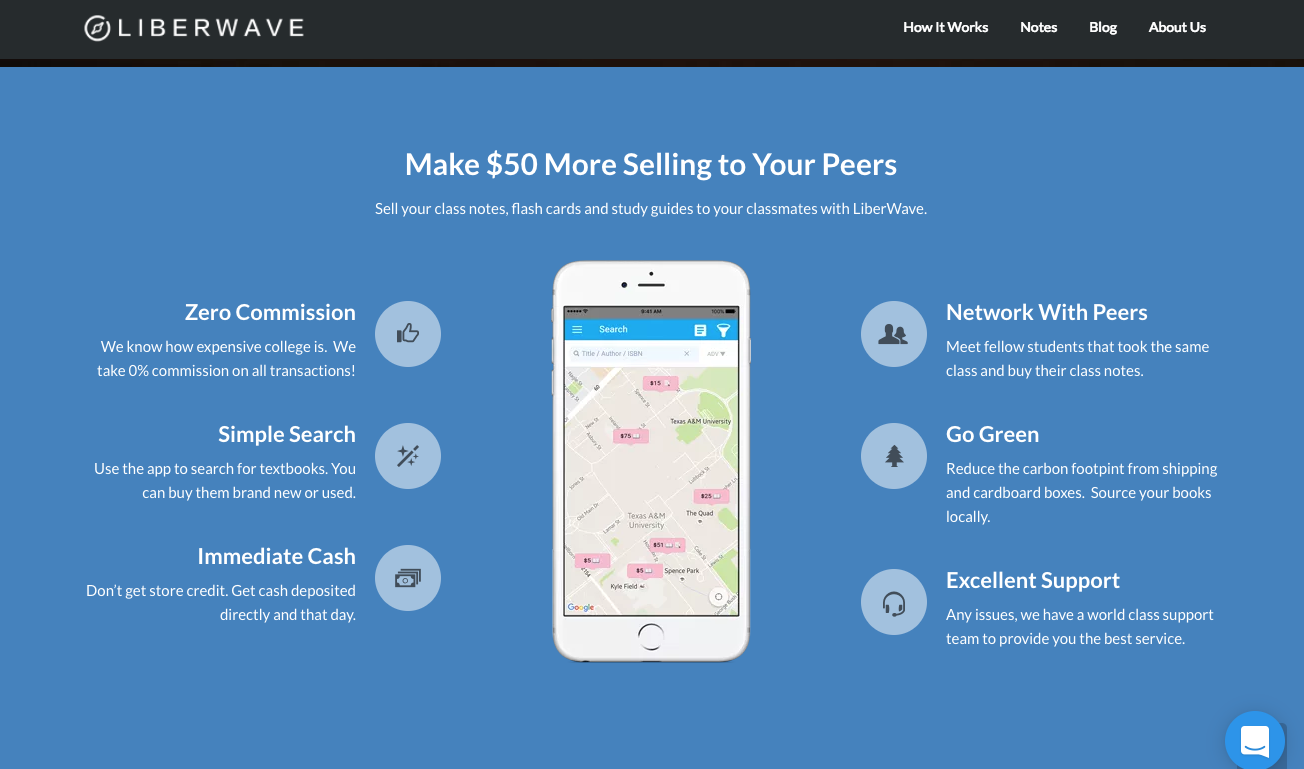 LIBERWAVE
How It Works
Notes
Blog
About Us
Make $50 More Selling to Your Peers
Sell your class notes, flash cards and study guides to your classmates with LiberWave.
Zero Commission
We know how expensive college is. We
take 0% commission on all transactions!
Simple Search
Use the app to search for textbooks. You
can buy them brand new or used.
Immediate Cash
Don't get store credit. Get cash deposited
directly and that day.
9:41 AM
100%
Search
Title / Author / ISBN
$15
Texas A&M University
$75
$25
The Quad
Texas A&M
University
$51
$5
$5
Spence Park
Kyle Field
Google
Network With Peers
Meet fellow students that took the same
class and buy their class notes.
Go Green
Reduce the carbon footpint from shipping
and cardboard boxes. Source your books
locally.
Excellent Support
Any issues, we have a world class support
team to provide you the best service.